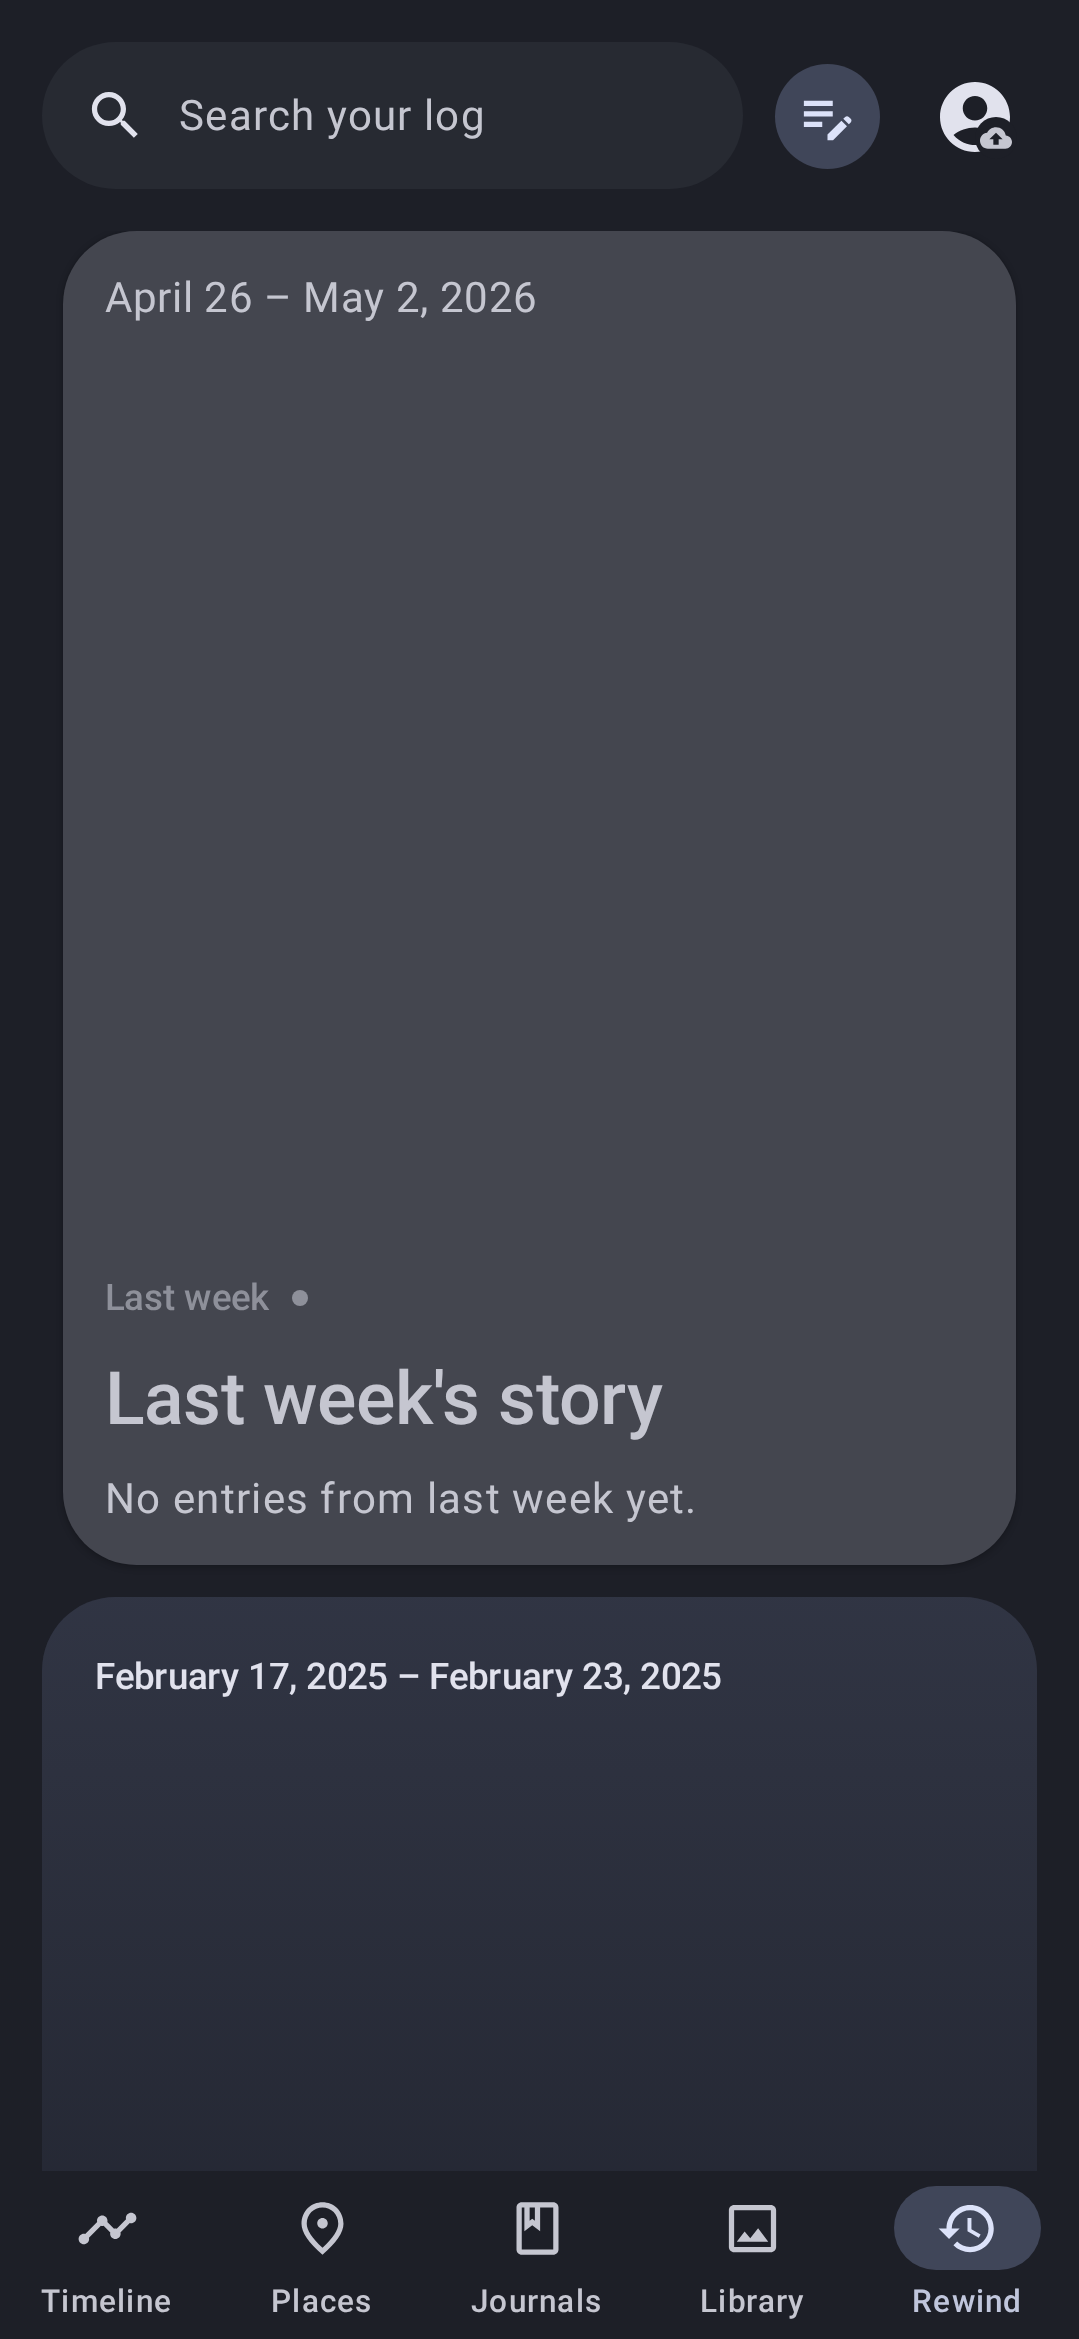 Search your log
April 26 – May 2, 2026
Last week
Last week's story
No entries from last week yet.
February 17, 2025 – February 23, 2025
Timeline
Places
Journals
Library
Rewind